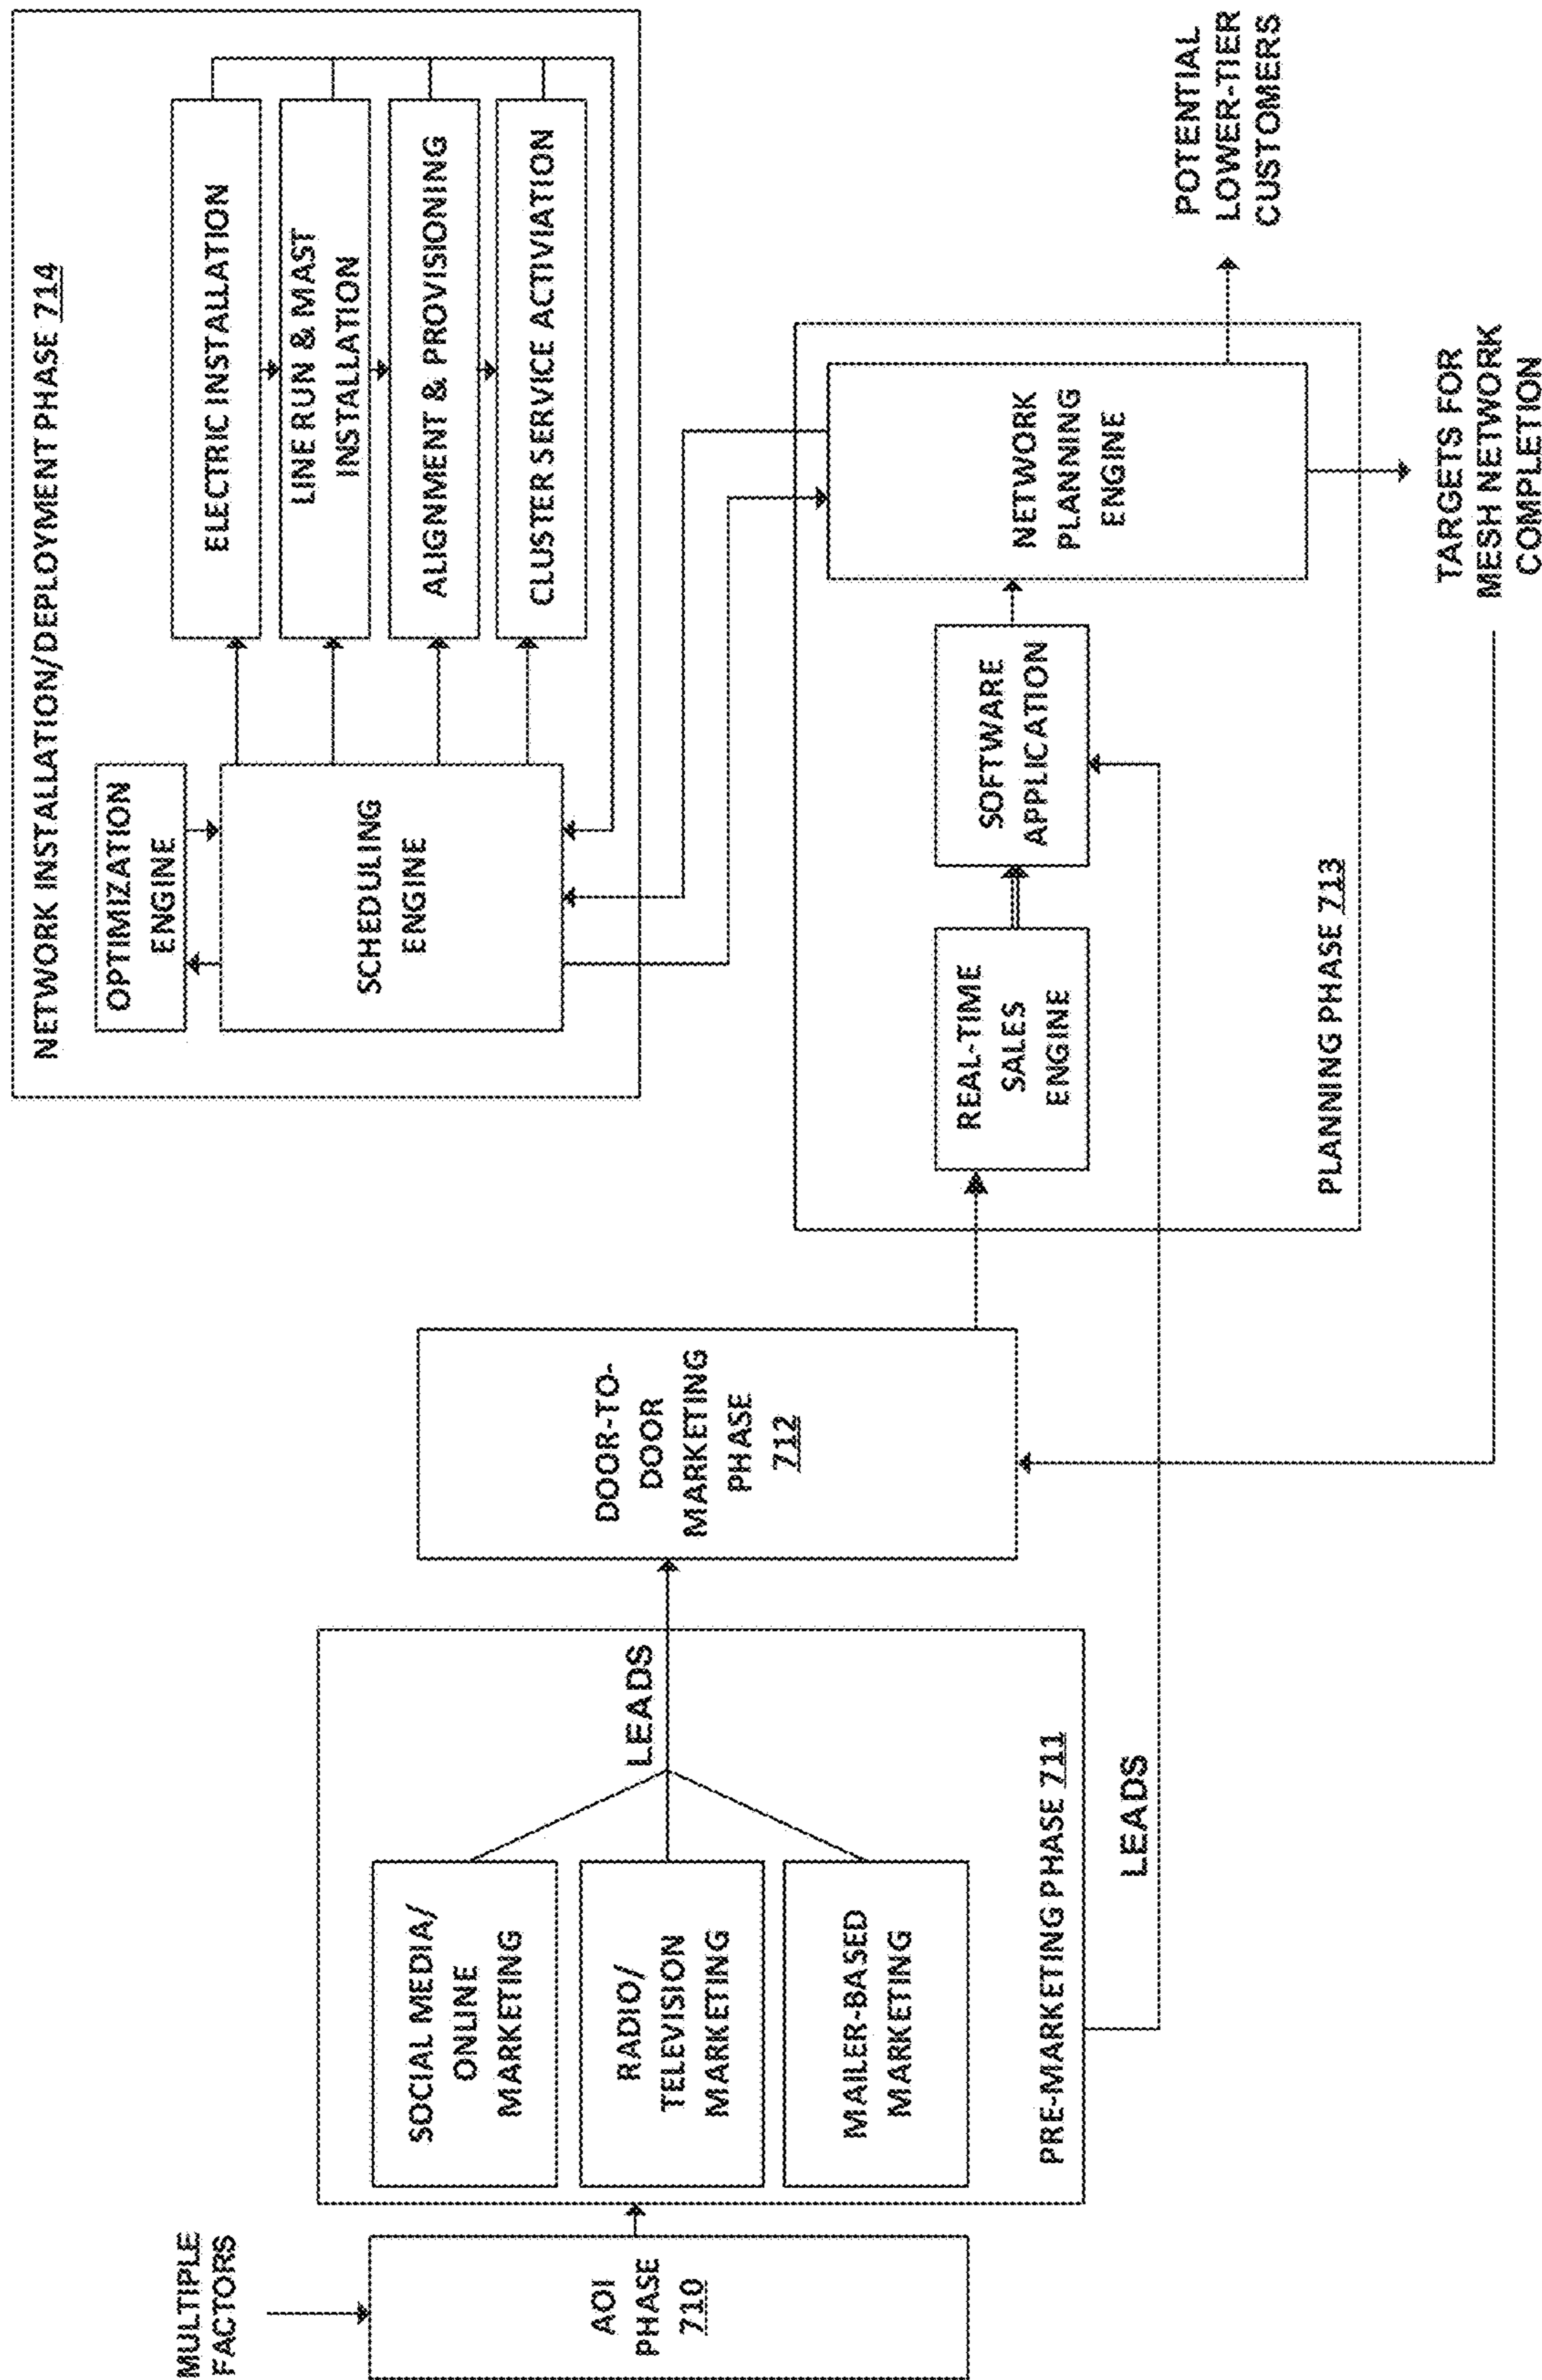 MULTIPLE
FACTORS
AOI
PHASE
710
SOCIAL MEDIA/
ONLINE
MARKETING
RADIO/
TELEVISION
MARKETING
MAILER-BASED
MARKETING
LEADS
PRE-MARKETING PHASE 711
LEADS
DOOR-TO-
DOOR
MARKETING
PHASE
712
NETWORK INSTALLATION/DEPLOYMENT PHASE 714
OPTIMIZATION
ENGINE
SCHEDULING
ENGINE
ELECTRIC INSTALLATION
LINE RUN & MAST
INSTALLATION
ALIGNMENT & PROVISIONING
CLUSTER SERVICE ACTIVIATION
REAL-TIME
SALES
ENGINE
SOFTWARE
APPLICATION
NETWORK
PLANNING
ENGINE
PLANNING PHASE 713
POTENTIAL
LOWER-TIER
CUSTOMERS
TARGETS FOR
MESH NETWORK
COMPLETION